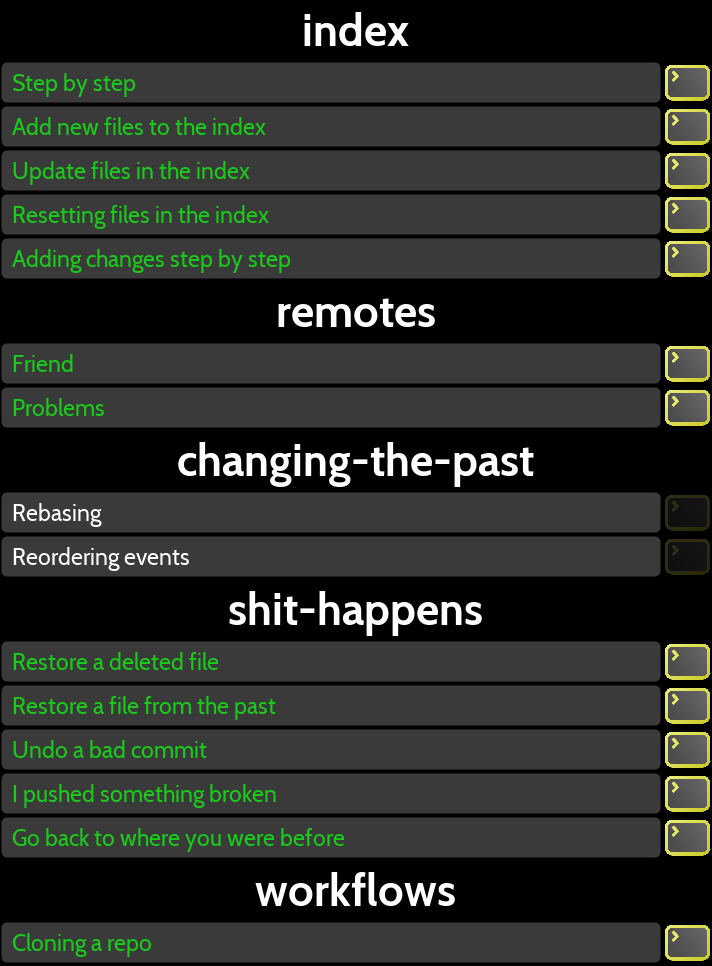 index
Step by step
Add new files to the index
Update files in the index
Resetting files in the index
Adding changes step by step
remotes
Friend
Problems
changing-the-past
Rebasing
Reordering events
shit-happens
Restore a deleted file
Restore a file from the past
Undo a bad commit
I pushed something broken
Go back to where you were before
workflows
Cloning a repo